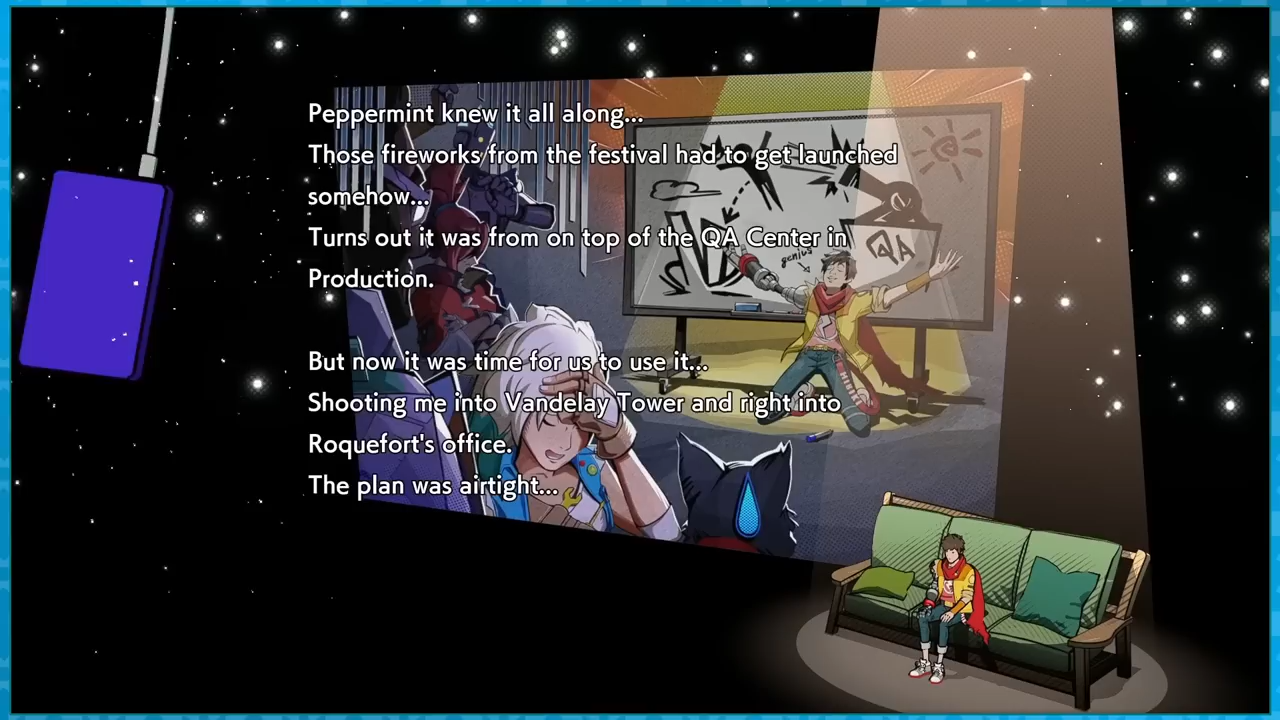 Peppermint knew it all along...
Those fireworks from the festival had to get launched
somehow...
Turns out it was from on top of the QA Center in
Production.
But now it was time for us to use it...
Shooting me into Vandelay Tower and right into
Roquefort's office.
The plan was airtight...
genius
QA